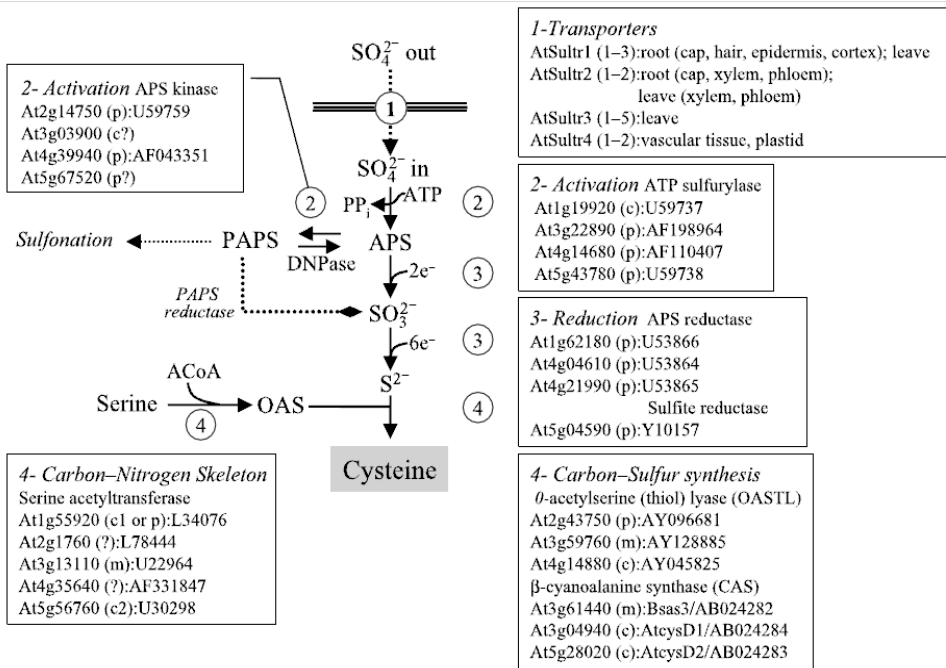 1-Transporters
AtSultr1 (1–3):root (cap, hair, epidermis, cortex); leave
AtSultr2 (1–2):root (cap, xylem, phloem);
leave (xylem, phloem)
AtSultr3 (1–5):leave
AtSultr4 (1–2):vascular tissue, plastid
2- Activation APS kinase
At2g14750 (p):U59759
At3g03900 (c?)
At4g39940 (p):AF043351
At5g67520 (p?)
SO₄²⁻ out
1
SO₄²⁻ in
PPᵢ
ATP
2
2
2- Activation ATP sulfurylase
At1g19920 (c):U59737
At3g22890 (p):AF198964
At4g14680 (p):AF110407
At5g43780 (p):U59738
Sulfonation
PAPS
DNPase
APS
2e⁻
3
PAPS
reductase
SO₃²⁻
6e⁻
3
3- Reduction APS reductase
At1g62180 (p):U53866
At4g04610 (p):U53864
At4g21990 (p):U53865
Sulfite reductase
At5g04590 (p):Y10157
S²⁻
ACoA
Serine
4
OAS
4
Cysteine
4- Carbon–Nitrogen Skeleton
Serine acetyltransferase
At1g55920 (c1 or p):L34076
At2g1760 (?):L78444
At3g13110 (m):U22964
At4g35640 (?):AF331847
At5g56760 (c2):U30298
4- Carbon–Sulfur synthesis
0-acetylserine (thiol) lyase (OASTL)
At2g43750 (p):AY096681
At3g59760 (m):AY128885
At4g14880 (c):AY045825
β-cyanoalanine synthase (CAS)
At3g61440 (m):Bsas3/AB024282
At3g04940 (c):AtcysD1/AB024284
At5g28020 (c):AtcysD2/AB024283